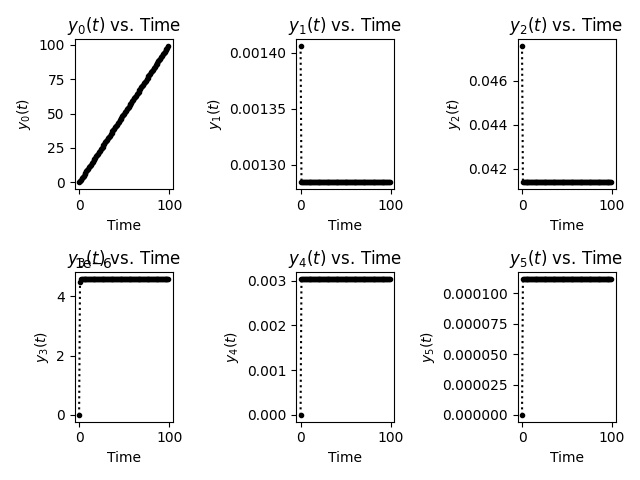 y₀(t) vs. Time
y₁(t) vs. Time
y₂(t) vs. Time
100
75
50
25
0
y₀(t)
0 100
Time
0.00140
0.00135
0.00130
y₁(t)
0 100
Time
0.046
0.044
0.042
y₂(t)
0 100
Time
y₃(t) vs. Time
1e−6
y₄(t) vs. Time
y₅(t) vs. Time
4
2
0
y₃(t)
0 100
Time
0.003
0.002
0.001
0.000
y₄(t)
0 100
Time
0.000100
0.000075
0.000050
0.000025
0.000000
y₅(t)
0 100
Time